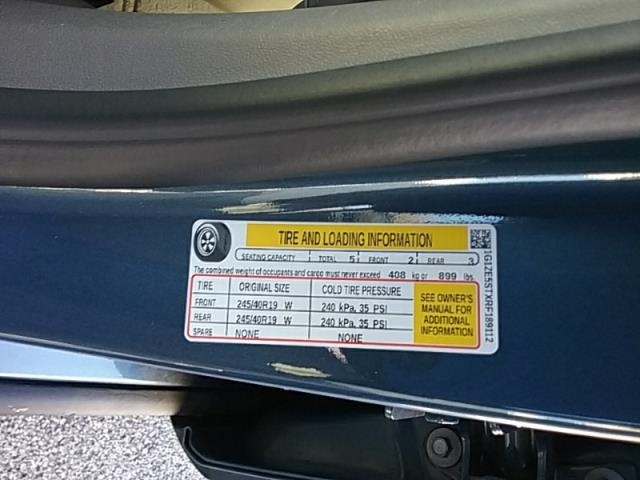 TIRE AND LOADING INFORMATION
SEATING CAPACITY TOTAL 5 FRONT 2 REAR 3
The combined weight of occupants and cargo must never exceed 408 kg or 899 lbs
TIRE ORIGINAL SIZE COLD TIRE PRESSURE
FRONT 245/40R19 W 240 kPa, 35 PSI
REAR 245/40R19 W 240 kPa, 35 PSI
SPARE NONE NONE
SEE OWNER'S
MANUAL FOR
ADDITIONAL
INFORMATION
1G1ZE5STXRF189112